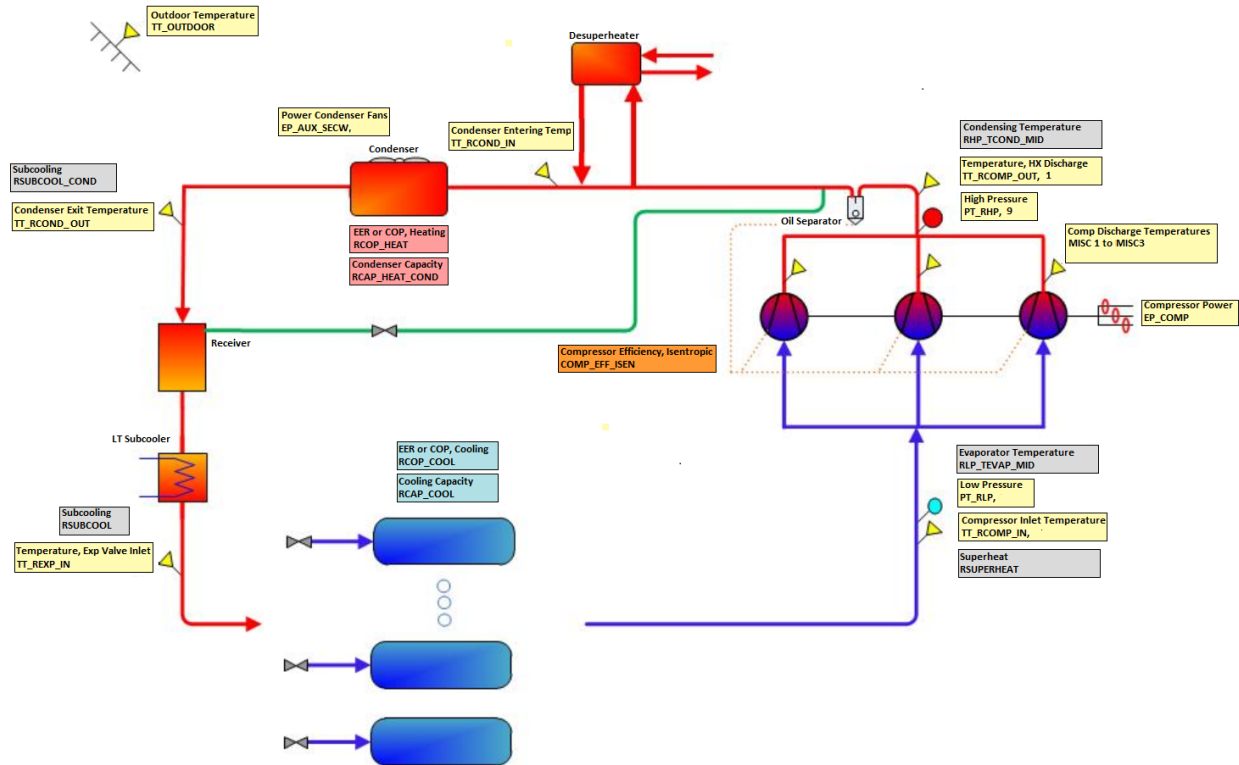 Outdoor Temperature
TT_OUTDOOR
Desuperheater
Power Condenser Fans
EP_AUX_SECW,
Condenser
Condenser Entering Temp
TT_RCOND_IN
Condensing Temperature
RHP_TCOND_MID
Temperature, HX Discharge
TT_RCOMP_OUT, 1
High Pressure
PT_RHP, 9
Subcooling
RSUBCOOL_COND
Condenser Exit Temperature
TT_RCOND_OUT
Oil Separator
Comp Discharge Temperatures
MISC 1 to MISC3
EER or COP, Heating
RCOP_HEAT
Condenser Capacity
RCAP_HEAT_COND
Compressor Power
EP_COMP
Receiver
Compressor Efficiency, Isentropic
COMP_EFF_ISEN
LT Subcooler
EER or COP, Cooling
RCOP_COOL
Cooling Capacity
RCAP_COOL
Evaporator Temperature
RLP_TEVAP_MID
Low Pressure
PT_RLP,
Compressor Inlet Temperature
TT_RCOMP_IN,
Superheat
RSUPERHEAT
Subcooling
RSUBCOOL
Temperature, Exp Valve Inlet
TT_REXP_IN